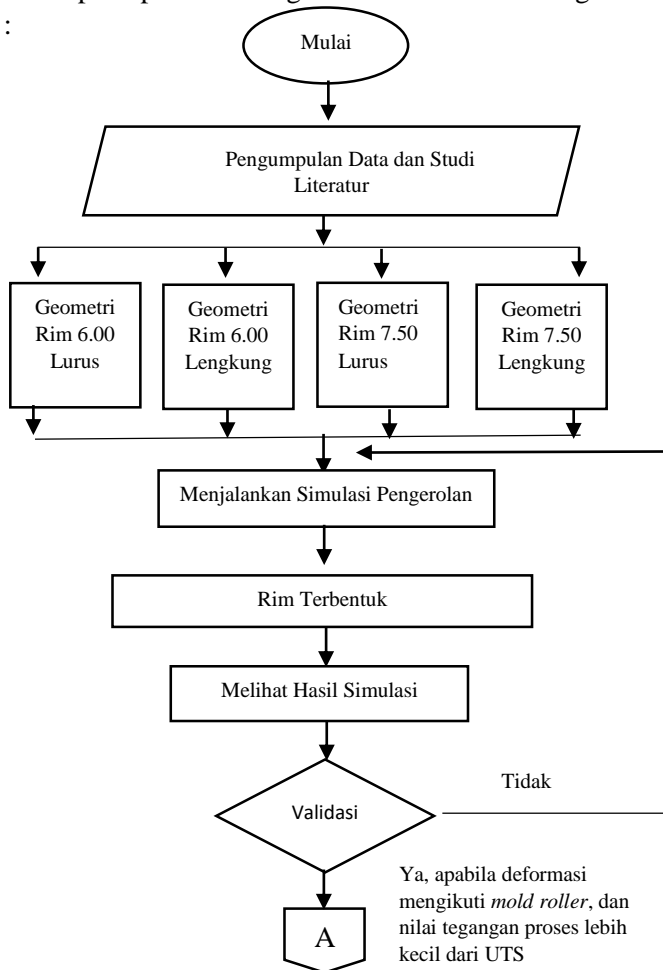 :
Mulai
Pengumpulan Data dan Studi
Literatur
Geometri
Rim 6.00
Lurus
Geometri
Rim 6.00
Lengkung
Geometri
Rim 7.50
Lurus
Geometri
Rim 7.50
Lengkung
Menjalankan Simulasi Pengerolan
Rim Terbentuk
Melihat Hasil Simulasi
Validasi
Tidak
Ya, apabila deformasi
mengikuti mold roller, dan
nilai tegangan proses lebih
kecil dari UTS
A